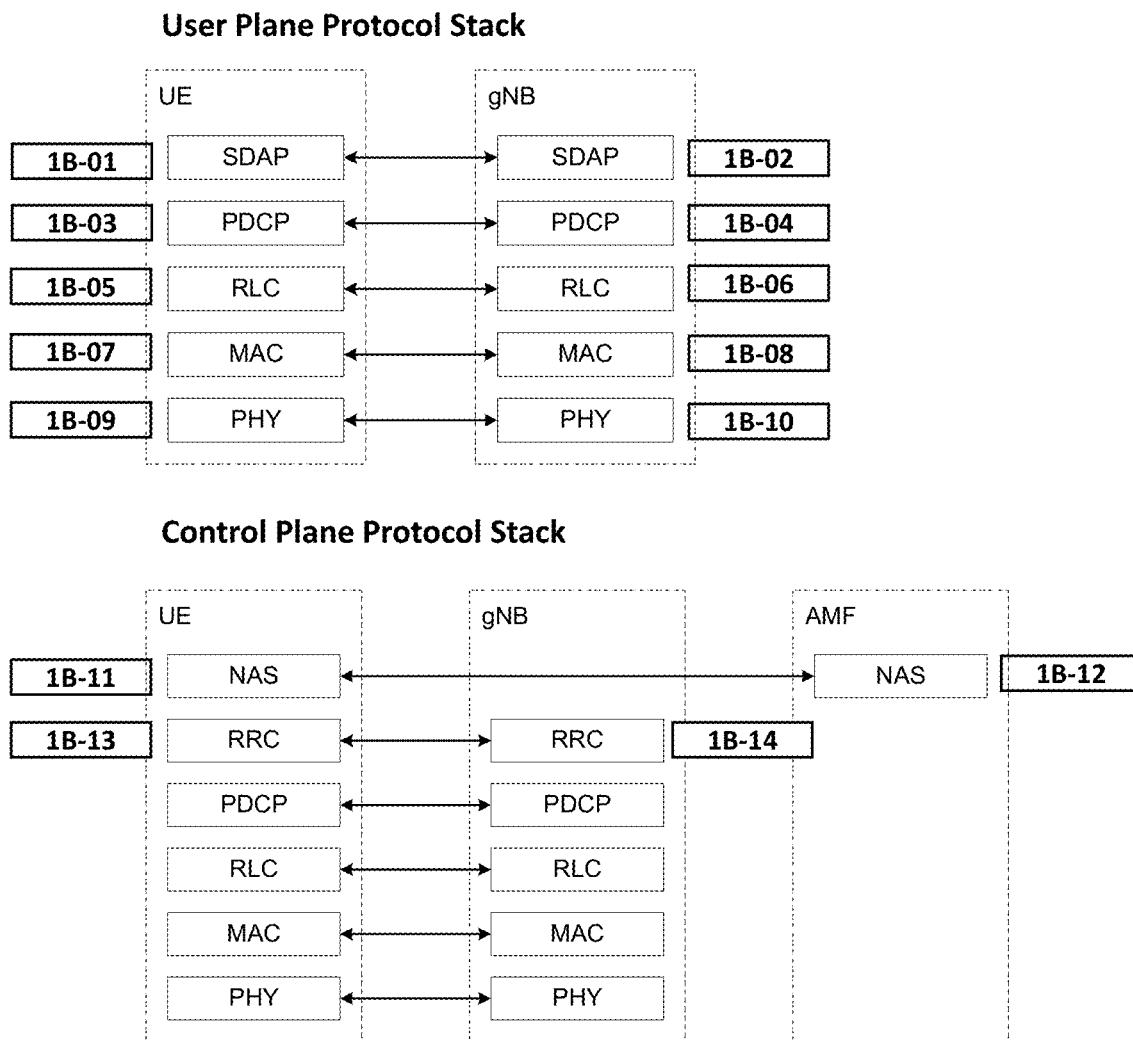 User Plane Protocol Stack
UE gNB
1B-01 SDAP SDAP 1B-02
1B-03 PDCP PDCP 1B-04
1B-05 RLC RLC 1B-06
1B-07 MAC MAC 1B-08
1B-09 PHY PHY 1B-10
Control Plane Protocol Stack
UE gNB AMF
1B-11 NAS NAS 1B-12
1B-13 RRC RRC 1B-14
PDCP PDCP
RLC RLC
MAC MAC
PHY PHY